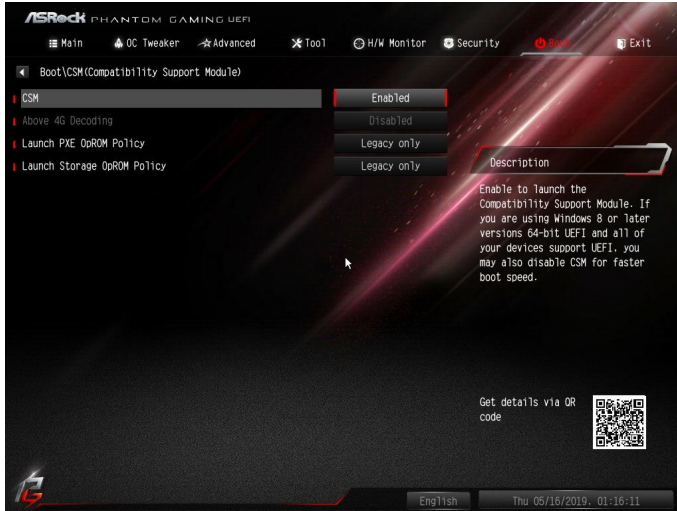 ASRock PHANTOM GAMING UEFI
Main OC Tweaker Advanced Tool H/W Monitor Security Boot Exit
Boot\CSM(Compatibility Support Module)
CSM Enabled
Above 4G Decoding Disabled
Launch PXE OpROM Policy Legacy only
Launch Storage OpROM Policy Legacy only
Description
Enable to launch the
Compatibility Support Module. If
you are using Windows 8 or later
versions 64-bit UEFI and all of
your devices support UEFI, you
may also disable CSM for faster
boot speed.
Get details via QR
code
English Thu 05/16/2019. 01:16:11